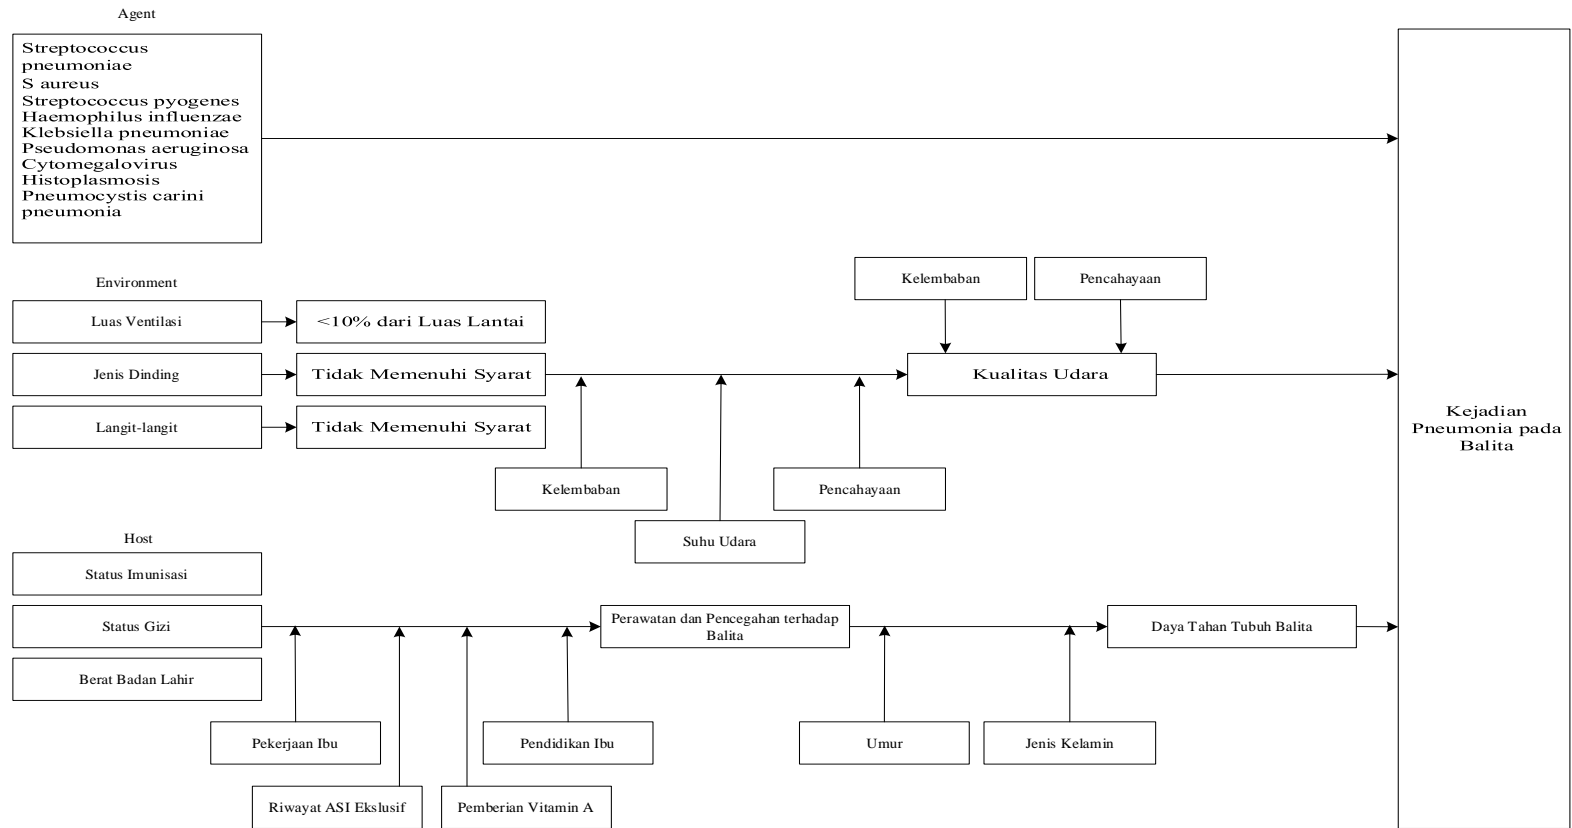 Agent
Streptococcus
pneumoniae
S aureus
Streptococcus pyogenes
Haemophilus influenzae
Klebsiella pneumoniae
Pseudomonas aeruginosa
Cytomegalovirus
Histoplasmosis
Pneumocystis carini
pneumonia
Environment
Kelembaban
Pencahayaan
Luas Ventilasi
<10% dari Luas Lantai
Jenis Dinding
Tidak Memenuhi Syarat
Kualitas Udara
Langit-langit
Tidak Memenuhi Syarat
Kejadian
Pneumonia pada
Balita
Kelembaban
Pencahayaan
Suhu Udara
Host
Status Imunisasi
Status Gizi
Perawatan dan Pencegahan terhadap
Balita
Daya Tahan Tubuh Balita
Berat Badan Lahir
Pekerjaan Ibu
Pendidikan Ibu
Umur
Jenis Kelamin
Riwayat ASI Ekslusif
Pemberian Vitamin A